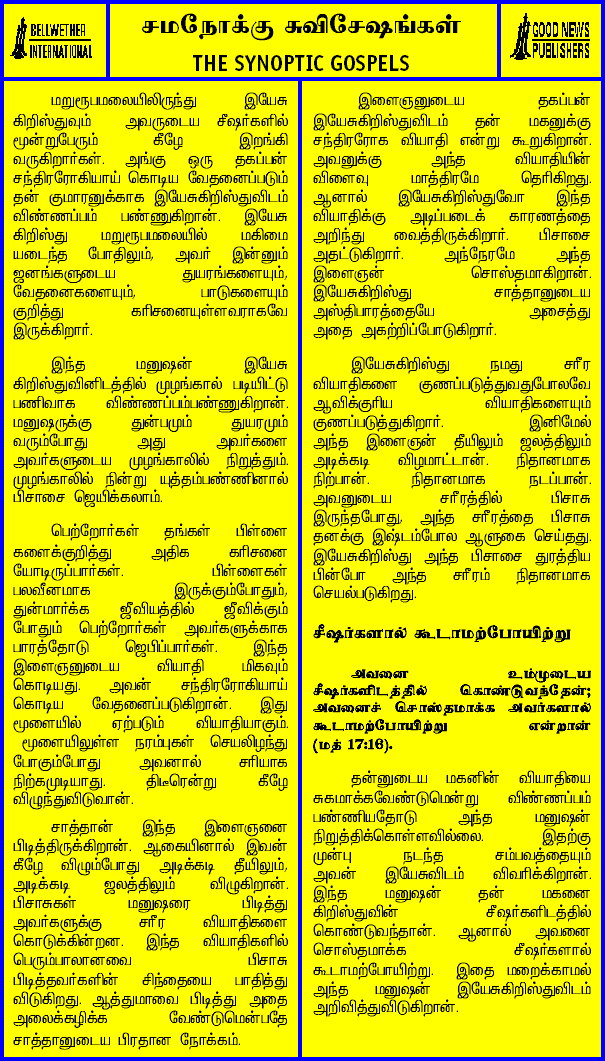 BELLWETHER
INTERNATIONAL
சமநோக்கு சுவிசேஷங்கள்
THE SYNOPTIC GOSPELS
GOOD NEWS
PUBLISHERS
மறுரூபமலையிலிருந்து இயேசு
கிறிஸ்துவும் அவருடைய சீஷர்களில்
மூன்றுபேரும் கீழே இறங்கி
வருகிறார்கள். அங்கு ஒரு தகப்பன்
சந்திரரோகியாய் கொடிய வேதனைப்படும்
தன் குமாரனுக்காக இயேசுகிறிஸ்துவிடம்
விண்ணப்பம் பண்ணுகிறான். இயேசு
கிறிஸ்து மறுரூபமலையில் மகிமை
யடைந்த போதிலும், அவர் இன்னும்
ஜனங்களுடைய துயரங்களையும்,
வேதனைகளையும், பாடுகளையும்
குறித்து கரிசனையுள்ளவராகவே
இருக்கிறார்.
இந்த மனுஷன் இயேசு
கிறிஸ்துவினிடத்தில் முழங்கால் படியிட்டு
பணிவாக விண்ணப்பம்பண்ணுகிறான்.
மனுஷருக்கு துன்பமும் துயரமும்
வரும்போது அது அவர்களை
அவர்களுடைய முழங்காலில் நிறுத்தும்.
முழங்காலில் நின்று யுத்தம்பண்ணினால்
பிசாசை ஜெயிக்கலாம்.
பெற்றோர்கள் தங்கள் பிள்ளை
களைக்குறித்து அதிக கரிசனை
யோடிருப்பார்கள். பிள்ளைகள்
பலவீனமாக இருக்கும்போதும்,
துன்மார்க்க ஜீவியத்தில் ஜீவிக்கும்
போதும் பெற்றோர்கள் அவர்களுக்காக
பாரத்தோடு ஜெபிப்பார்கள். இந்த
இளைஞனுடைய வியாதி மிகவும்
கொடியது. அவன் சந்திரரோகியாய்
கொடிய வேதனைப்படுகிறான். இது
மூளையில் ஏற்படும் வியாதியாகும்.
மூளையிலுள்ள நரம்புகள் செயலிழந்து
போகும்போது அவனால் சரியாக
நிற்கமுடியாது. திடீரென்று கீழே
விழுந்துவிடுவான்.
சாத்தான் இந்த இளைஞனை
பிடித்திருக்கிறான். ஆகையினால் இவன்
கீழே விழும்போது அடிக்கடி தீயிலும்,
அடிக்கடி ஜலத்திலும் விழுகிறான்.
பிசாசுகள் மனுஷரை பிடித்து
அவர்களுக்கு சரீர வியாதிகளை
கொடுக்கின்றன. இந்த வியாதிகளில்
பெரும்பாலானவை பிசாசு
பிடித்தவர்களின் சிந்தையை பாதித்து
விடுகிறது. ஆத்துமாவை பிடித்து அதை
அலைக்கழிக்க வேண்டுமென்பதே
சாத்தானுடைய பிரதான நோக்கம்.
இளைஞனுடைய தகப்பன்
இயேசுகிறிஸ்துவிடம் தன் மகனுக்கு
சந்திரரோக வியாதி என்று கூறுகிறான்.
அவனுக்கு அந்த வியாதியின்
விளைவு மாத்திரமே தெரிகிறது.
ஆனால் இயேசுகிறிஸ்துவோ இந்த
வியாதிக்கு அடிப்படைக் காரணத்தை
அறிந்து வைத்திருக்கிறார். பிசாசை
அதட்டுகிறார். அந்நேரமே அந்த
இளைஞன் சொஸ்தமாகிறான்.
இயேசுகிறிஸ்து சாத்தானுடைய
அஸ்திபாரத்தையே அசைத்து
அதை அகற்றிப்போடுகிறார்.
இயேசுகிறிஸ்து நமது சரீர
வியாதிகளை குணப்படுத்துவதுபோலவே
ஆவிக்குரிய வியாதிகளையும்
குணப்படுத்துகிறார். இனிமேல்
அந்த இளைஞன் தீயிலும் ஜலத்திலும்
அடிக்கடி விழமாட்டான். நிதானமாக
நிற்பான். நிதானமாக நடப்பான்.
அவனுடைய சரீரத்தில் பிசாசு
இருந்தபோது, அந்த சரீரத்தை பிசாசு
தனக்கு இஷ்டம்போல ஆளுகை செய்தது.
இயேசுகிறிஸ்து அந்த பிசாசை துரத்திய
பின்போ அந்த சரீரம் நிதானமாக
செயல்படுகிறது.
சீஷர்களால் கூடாமற்போயிற்று
அவனை உம்முடைய
சீஷர்களிடத்தில் கொண்டுவந்தேன்;
அவனைச் சொஸ்தமாக்க அவர்களால்
கூடாமற்போயிற்று என்றான்
(மத் 17:16).
தன்னுடைய மகனின் வியாதியை
சுகமாக்கவேண்டுமென்று விண்ணப்பம்
பண்ணியதோடு அந்த மனுஷன்
நிறுத்திக்கொள்ளவில்லை. இதற்கு
முன்பு நடந்த சம்பவத்தையும்
அவன் இயேசுவிடம் விவரிக்கிறான்.
இந்த மனுஷன் தன் மகனை
கிறிஸ்துவின் சீஷர்களிடத்தில்
கொண்டுவந்தான். ஆனால் அவனை
சொஸ்தமாக்க சீஷர்களால்
கூடாமற்போயிற்று. இதை மறைக்காமல்
அந்த மனுஷன் இயேசுகிறிஸ்துவிடம்
அறிவித்துவிடுகிறான்.